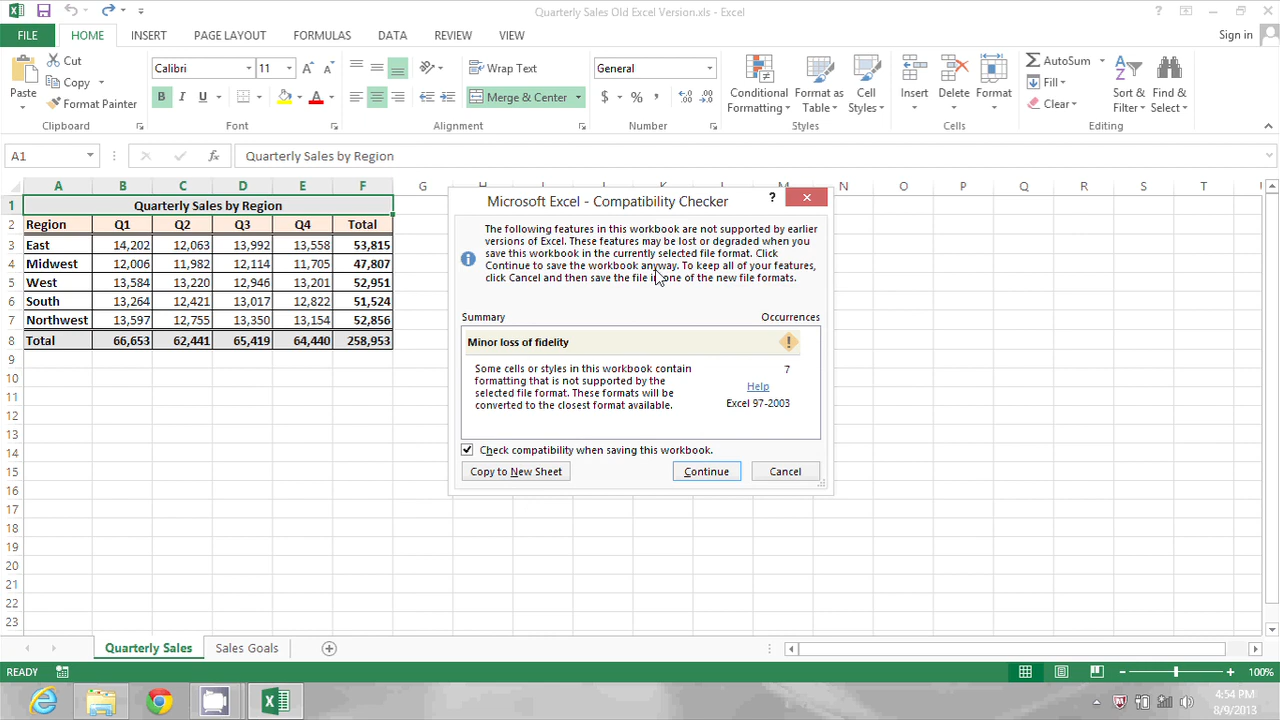 Quarterly Sales Old Excel Version.xls - Excel
FILE HOME INSERT PAGE LAYOUT FORMULAS DATA REVIEW VIEW Sign in
Paste
Cut
Copy
Format Painter
Clipboard
Calibri 11
B I U
Font
Wrap Text
Merge & Center
Alignment
General
$ % ,
Number
Conditional Formatting
Format as Table
Cell Styles
Styles
Insert Delete Format
Cells
AutoSum
Fill
Clear
Sort & Filter
Find & Select
Editing
A1 fx Quarterly Sales by Region
A B C D E F G H I J K L M N O P Q R S T
1 Quarterly Sales by Region
2 Region Q1 Q2 Q3 Q4 Total
3 East 14,202 12,063 13,992 13,558 53,815
4 Midwest 12,006 11,982 12,114 11,705 47,807
5 West 13,584 13,220 12,946 13,201 52,951
6 South 13,264 12,421 13,017 12,822 51,524
7 Northwest 13,597 12,755 13,350 13,154 52,856
8 Total 66,653 62,441 65,419 64,440 258,953
9
10
11
12
13
14
15
16
17
18
19
20
21
22
23
Microsoft Excel - Compatibility Checker
The following features in this workbook are not supported by earlier
versions of Excel. These features may be lost or degraded when you
save this workbook in the currently selected file format. Click
Continue to save the workbook anyway. To keep all of your features,
click Cancel and then save the file in one of the new file formats.
Summary Occurrences
Minor loss of fidelity
Some cells or styles in this workbook contain
formatting that is not supported by the
selected file format. These formats will be
converted to the closest format available.
7
Help
Excel 97-2003
Check compatibility when saving this workbook.
Copy to New Sheet Continue Cancel
Quarterly Sales Sales Goals
READY 100%
4:54 PM
8/9/2013